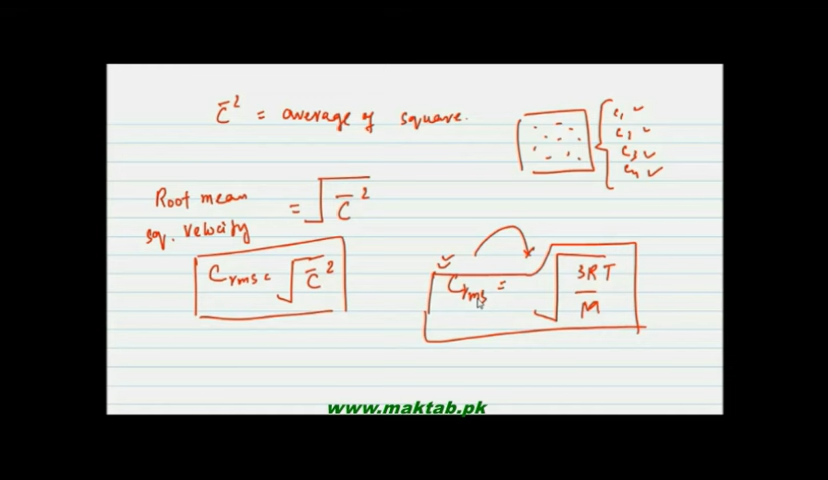 c̄² = average of square.
c₁ ✓
c₂ ✓
c₃ ✓
cₙ ✓
Root mean
sq. velocity = √c̄²
Crms = √c̄²
Crms = √(3RT/M)
www.maktab.pk